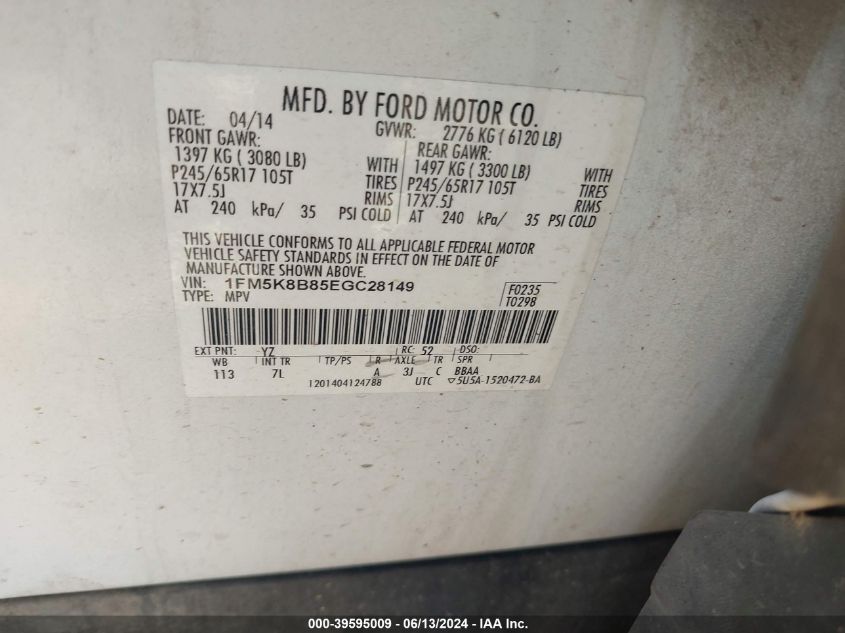 MFD. BY FORD MOTOR CO.
DATE: 04/14 GVWR: 2776 KG ( 6120 LB)
FRONT GAWR: REAR GAWR:
1397 KG ( 3080 LB) WITH 1497 KG ( 3300 LB) WITH
P245/65R17 105T TIRES P245/65R17 105T TIRES
17X7.5J RIMS 17X7.5J RIMS
AT 240 kPa/ 35 PSI COLD AT 240 kPa/ 35 PSI COLD
THIS VEHICLE CONFORMS TO ALL APPLICABLE FEDERAL MOTOR
VEHICLE SAFETY STANDARDS IN EFFECT ON THE DATE OF
MANUFACTURE SHOWN ABOVE.
VIN: 1FM5K8B85EGC28149 F0235
TYPE: MPV T0298
EXT PNT: YZ RC: 52 DSO:
WB INT TR TP/PS R AXLE TR SPR
113 7L A 3J C BBAA
1201404124788 UTC ▽5U5A-1520472-BA
000-39595009 - 06/13/2024 - IAA Inc.